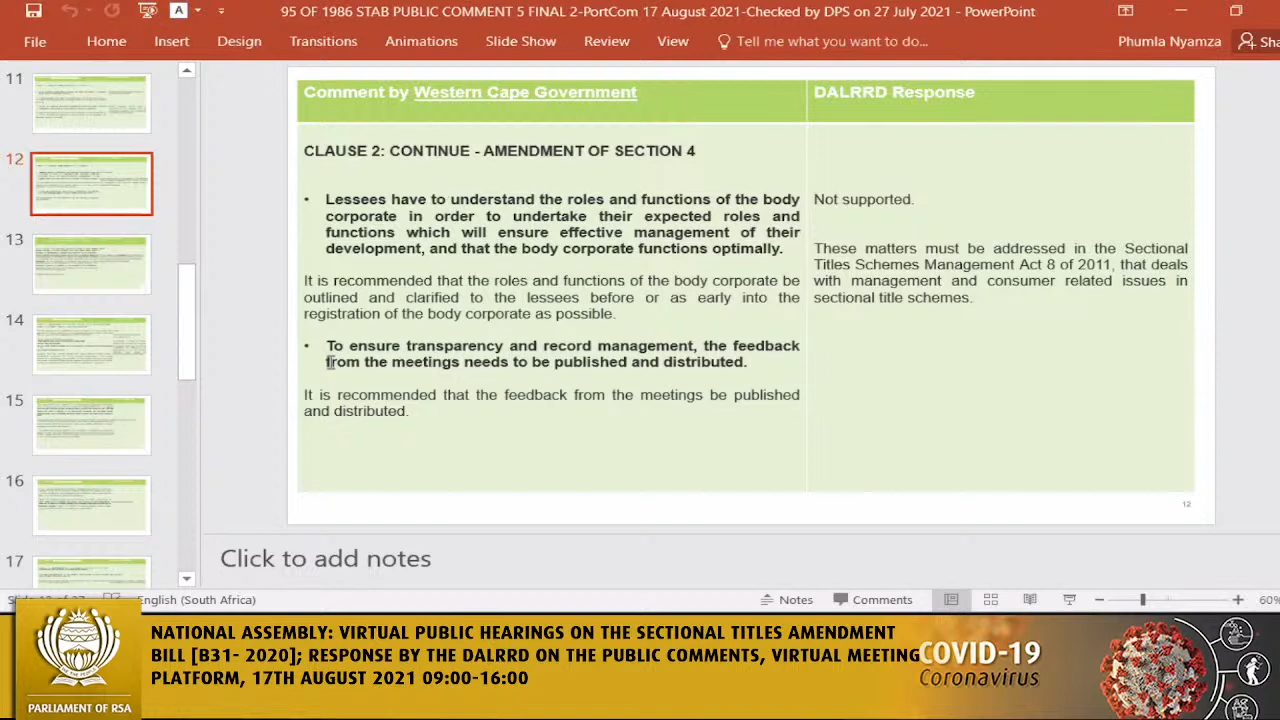 95 OF 1986 STAB PUBLIC COMMENT 5 FINAL 2-PortCom 17 August 2021-Checked by DPS on 27 July 2021 - PowerPoint
File Home Insert Design Transitions Animations Slide Show Review View Tell me what you want to do... Phumla Nyamza Sha
11
12
13
14
15
16
17
Comment by Western Cape Government
DALRRD Response
CLAUSE 2: CONTINUE - AMENDMENT OF SECTION 4
• Lessees have to understand the roles and functions of the body
corporate in order to undertake their expected roles and
functions which will ensure effective management of their
development, and that the body corporate functions optimally.
It is recommended that the roles and functions of the body corporate be
outlined and clarified to the lessees before or as early into the
registration of the body corporate as possible.
• To ensure transparency and record management, the feedback
from the meetings needs to be published and distributed.
It is recommended that the feedback from the meetings be published
and distributed.
Not supported.
These matters must be addressed in the Sectional
Titles Schemes Management Act 8 of 2011, that deals
with management and consumer related issues in
sectional title schemes.
12
Click to add notes
English (South Africa)
Notes Comments 60%
NATIONAL ASSEMBLY: VIRTUAL PUBLIC HEARINGS ON THE SECTIONAL TITLES AMENDMENT
BILL [B31- 2020]; RESPONSE BY THE DALRRD ON THE PUBLIC COMMENTS, VIRTUAL MEETING
PLATFORM, 17TH AUGUST 2021 09:00-16:00
PARLIAMENT OF RSA
COVID-19
Coronavirus